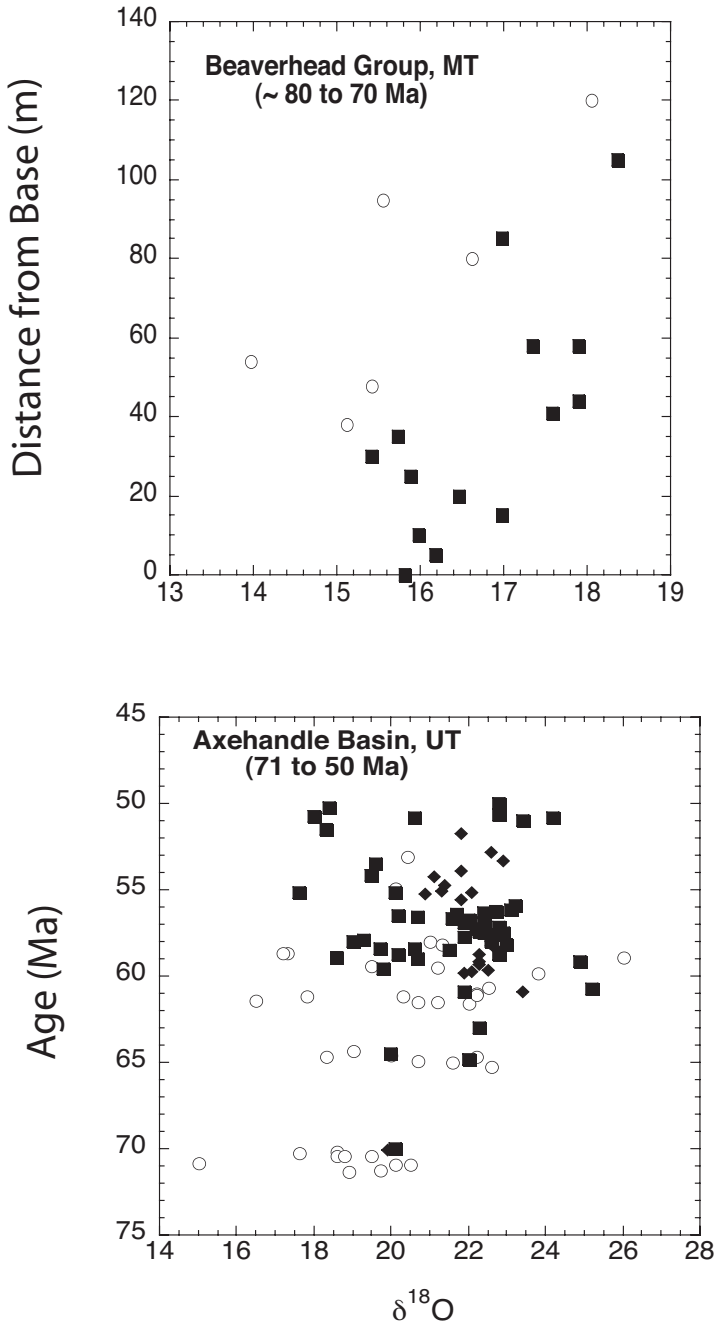 140
Beaverhead Group, MT
(~ 80 to 70 Ma)
120
100
80
60
40
20
0
Distance from Base (m)
13 14 15 16 17 18 19
45
Axehandle Basin, UT
(71 to 50 Ma)
50
55
60
65
70
75
Age (Ma)
14 16 18 20 22 24 26 28
δ¹⁸O